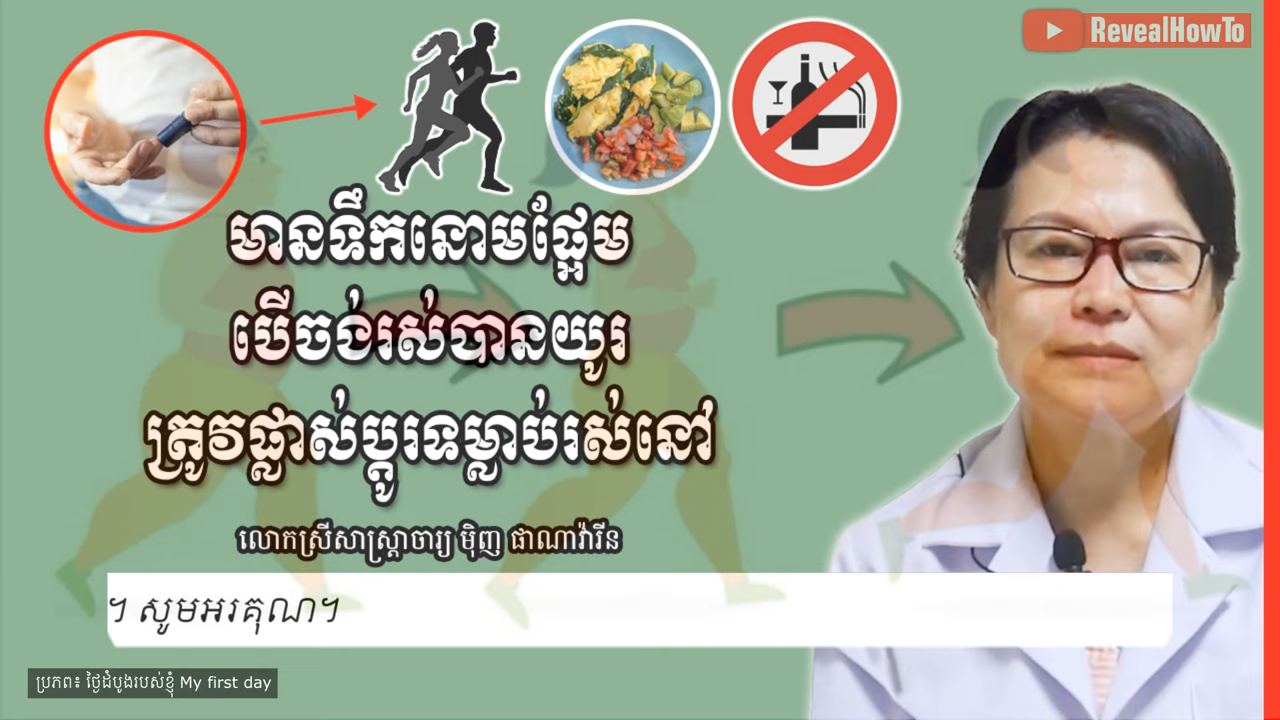 RevealHowTo
មានទឹកនោមផ្អែម
បើចង់រស់បានយូរ
ត្រូវផ្លាស់ប្ដូរទម្លាប់រស់នៅ
លោកស្រីសាស្ត្រាចារ្យ ម៉ិញ ផាណាវ៉ារីន
។ សូមអរគុណ។
ប្រភព៖ ថ្ងៃដំបូងរបស់ខ្ញុំ My first day